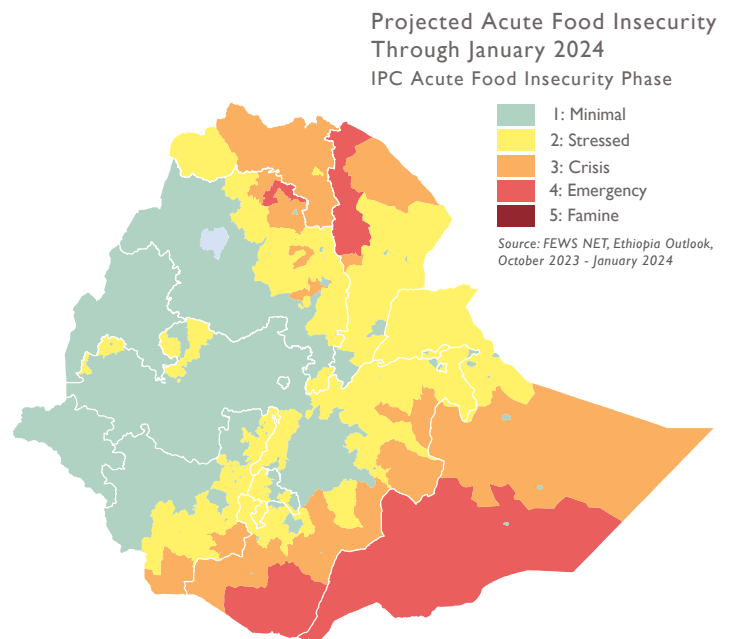 Projected Acute Food Insecurity
Through January 2024
IPC Acute Food Insecurity Phase
1: Minimal
2: Stressed
3: Crisis
4: Emergency
5: Famine
Source: FEWS NET, Ethiopia Outlook,
October 2023 - January 2024